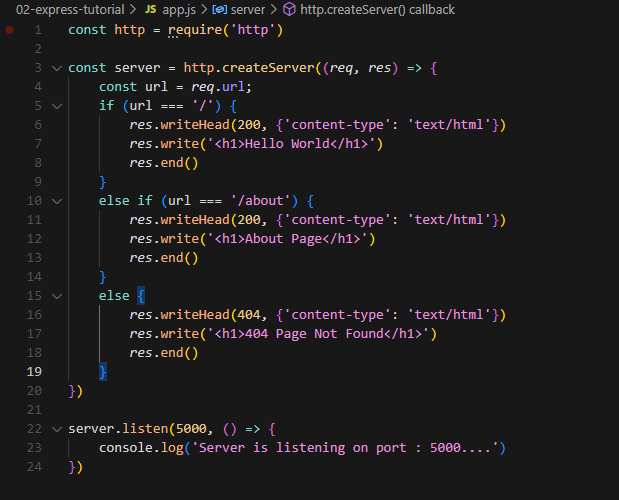 02-express-tutorial > JS app.js > server > http.createServer() callback
1 const http = require('http')
2
3 const server = http.createServer((req, res) => {
4     const url = req.url;
5     if (url === '/') {
6         res.writeHead(200, {'content-type': 'text/html'})
7         res.write('<h1>Hello World</h1>')
8         res.end()
9     }
10     else if (url === '/about') {
11         res.writeHead(200, {'content-type': 'text/html'})
12         res.write('<h1>About Page</h1>')
13         res.end()
14     }
15     else {
16         res.writeHead(404, {'content-type': 'text/html'})
17         res.write('<h1>404 Page Not Found</h1>')
18         res.end()
19     }
20 })
21
22 server.listen(5000, () => {
23     console.log('Server is listening on port : 5000....')
24 })